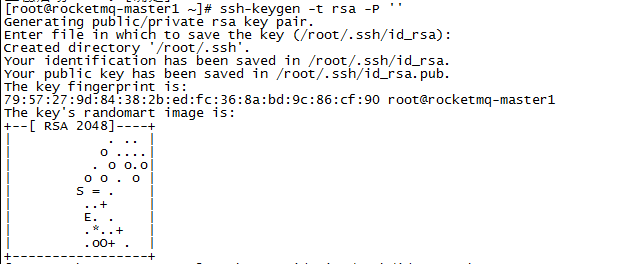 [root@rocketmq-master1 ~]# ssh-keygen -t rsa -P ''
Generating public/private rsa key pair.
Enter file in which to save the key (/root/.ssh/id_rsa):
Created directory '/root/.ssh'.
Your identification has been saved in /root/.ssh/id_rsa.
Your public key has been saved in /root/.ssh/id_rsa.pub.
The key fingerprint is:
79:57:27:9d:84:38:2b:ed:fc:36:8a:bd:9c:86:cf:90 root@rocketmq-master1
The key's randomart image is:
+--[ RSA 2048]----+
|            . .. |
|           o ....|
|          . o o.o|
|         o o . o |
|        S = .    |
|         ..+     |
|         E. .    |
|         .*..+   |
|         .oO+ .  |
+-----------------+